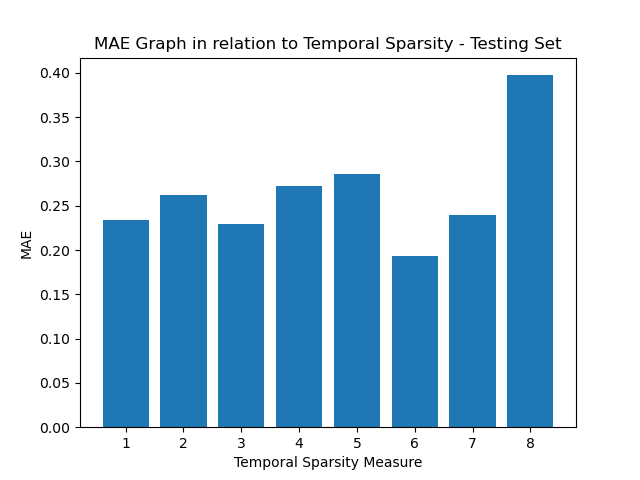 MAE Graph in relation to Temporal Sparsity - Testing Set
0.40
0.35
0.30
0.25
0.20
0.15
0.10
0.05
0.00
MAE
1 2 3 4 5 6 7 8
Temporal Sparsity Measure